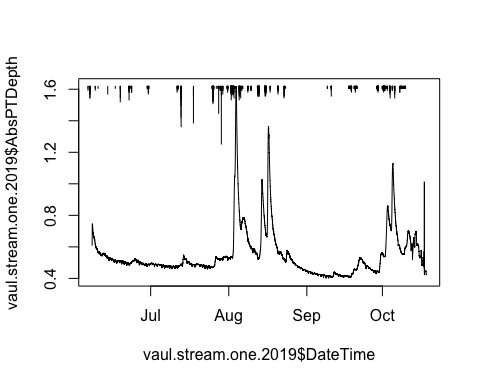 vaul.stream.one.2019$AbsPTDepth
1.6
1.2
0.8
0.4
Jul Aug Sep Oct
vaul.stream.one.2019$DateTime